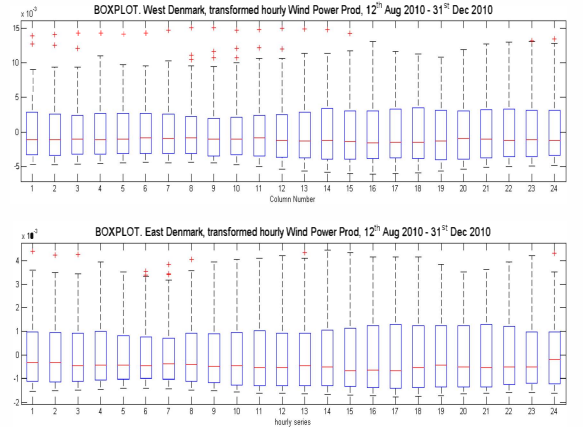 BOXPLOT. West Denmark, transformed hourly Wind Power Prod, 12th Aug 2010 - 31st Dec 2010
15 x 10-3
10
5
0
-5
1 2 3 4 5 6 7 8 9 10 11 12 13 14 15 16 17 18 19 20 21 22 23 24
Column Number
BOXPLOT. East Denmark, transformed hourly Wind Power Prod, 12th Aug 2010 - 31st Dec 2010
4
3
2
1
0
-1
-2
1 2 3 4 5 6 7 8 9 10 11 12 13 14 15 16 17 18 19 20 21 22 23 24
hourly series